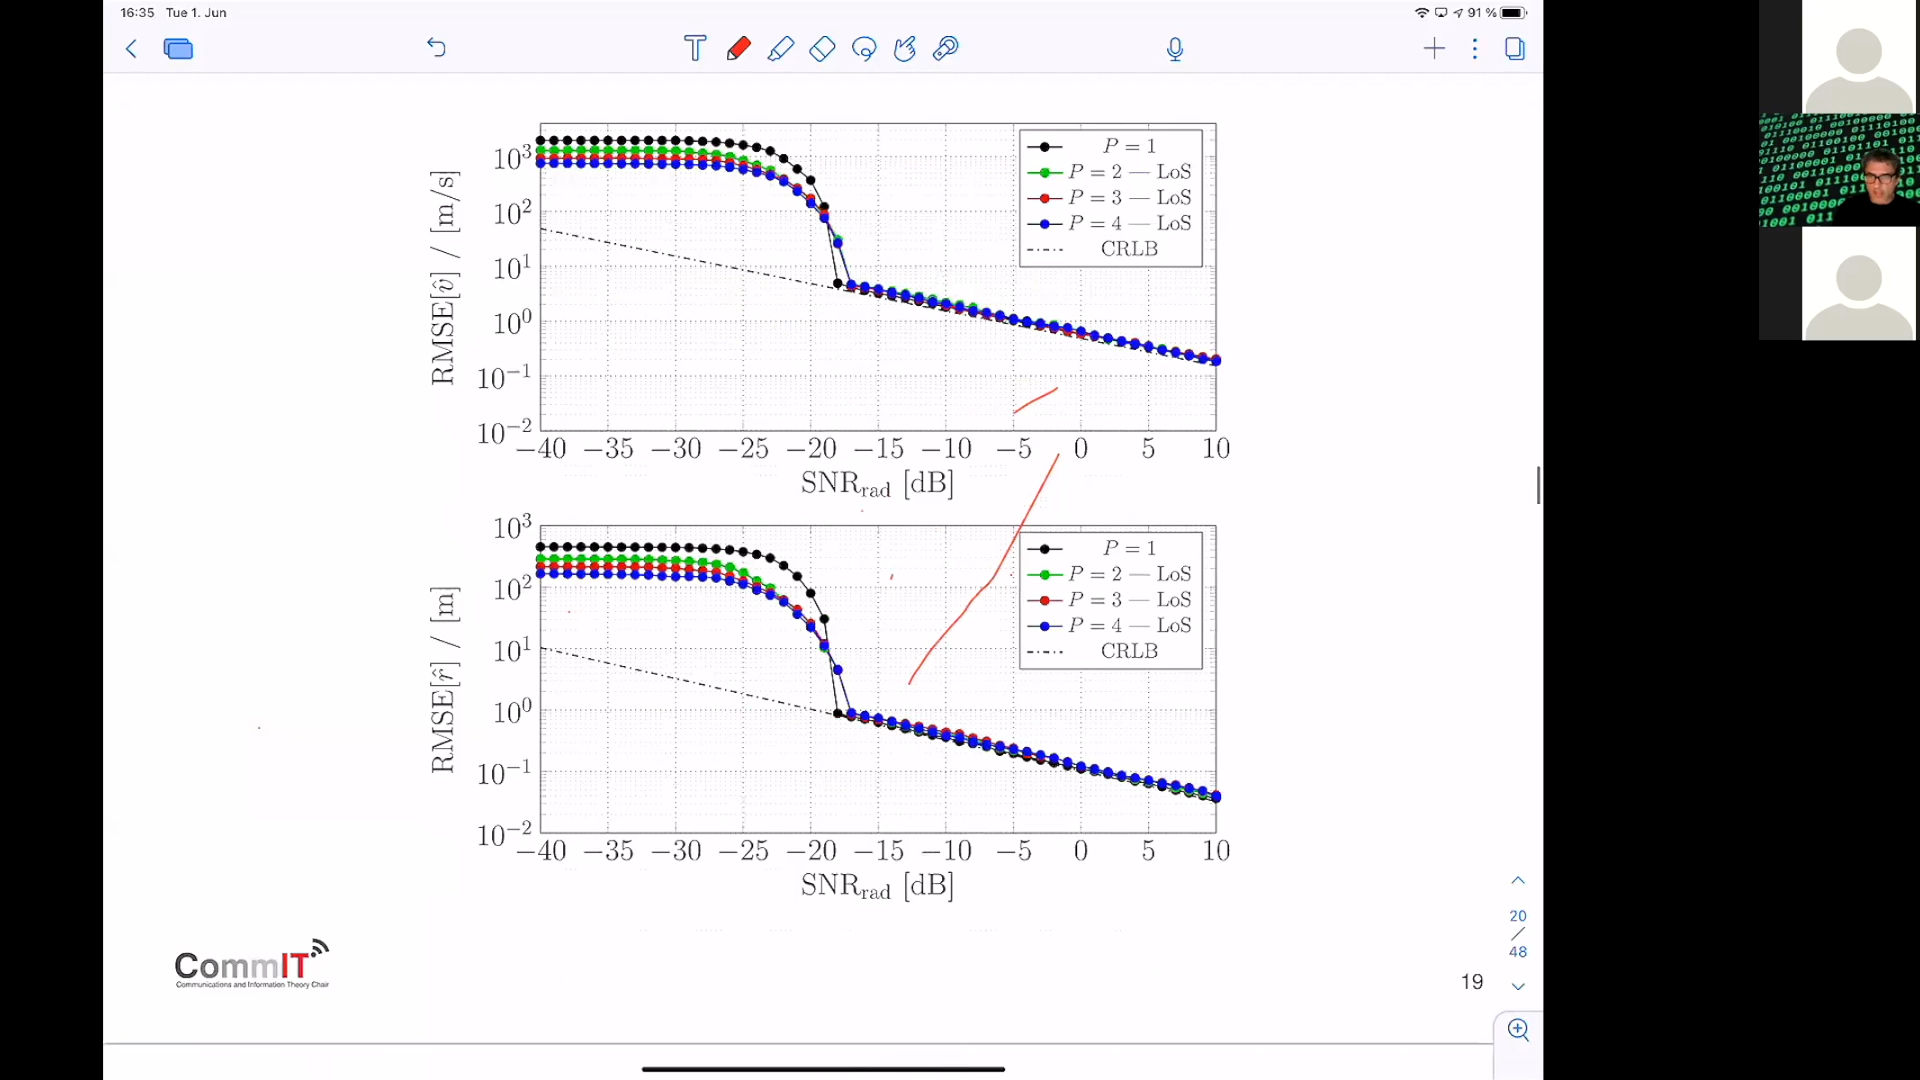 16:35 Tue 1. Jun
91 %
10^3
10^2
10^1
10^0
10^−1
10^−2
RMSE[v̂] / [m/s]
P = 1
P = 2 — LoS
P = 3 — LoS
P = 4 — LoS
CRLB
−40 −35 −30 −25 −20 −15 −10 −5 0 5 10
SNR_rad [dB]
10^3
10^2
10^1
10^0
10^−1
10^−2
RMSE[r̂] / [m]
P = 1
P = 2 — LoS
P = 3 — LoS
P = 4 — LoS
CRLB
−40 −35 −30 −25 −20 −15 −10 −5 0 5 10
SNR_rad [dB]
CommIT
Communications and Information Theory Chair
19
20
/
48